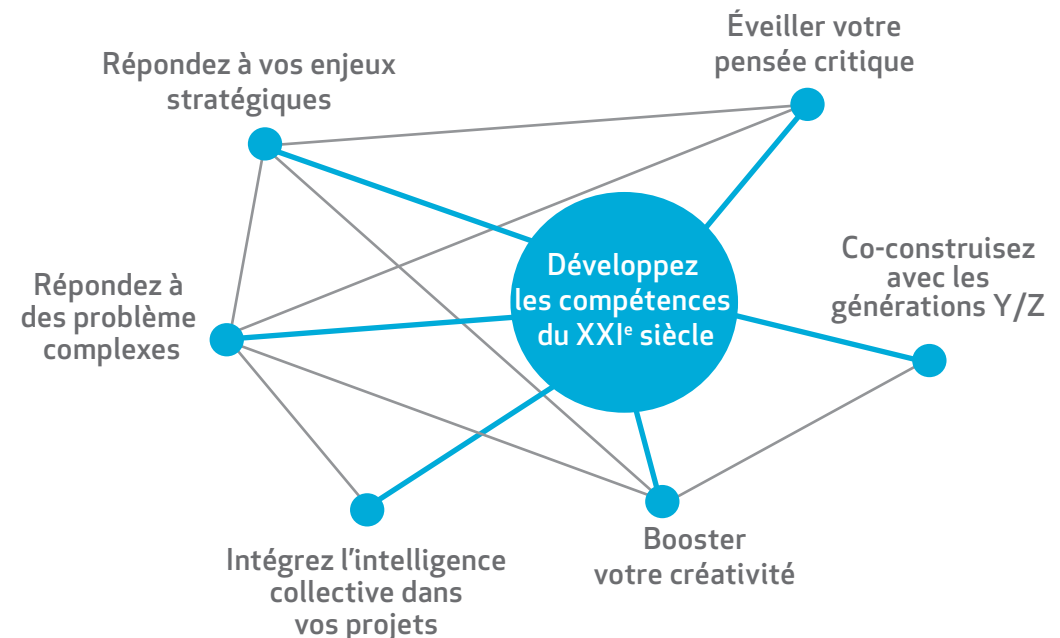 Éveiller votre
pensée critique
Répondez à vos enjeux
stratégiques
Co-construisez
avec les
générations Y/Z
Développez
les compétences
du XXIe siècle
Répondez à
des problème
complexes
Booster
votre créativité
Intégrez l'intelligence
collective dans
vos projets